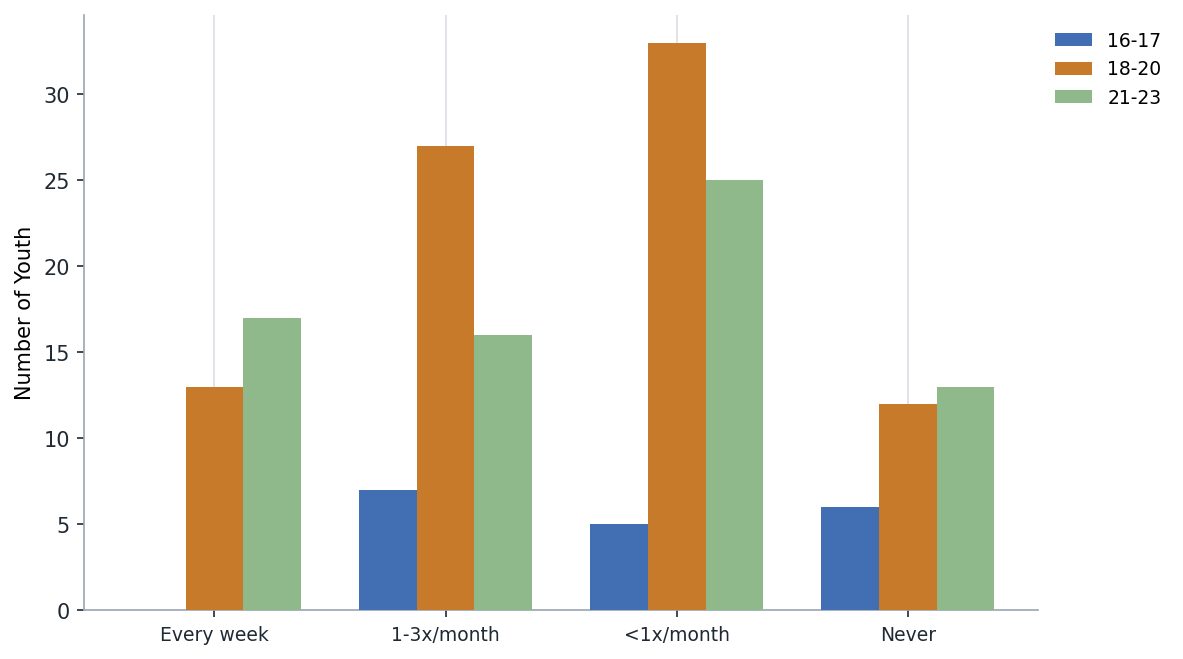 16-17
18-20
21-23
Number of Youth
30
25
20
15
10
5
0
Every week
1-3x/month
<1x/month
Never